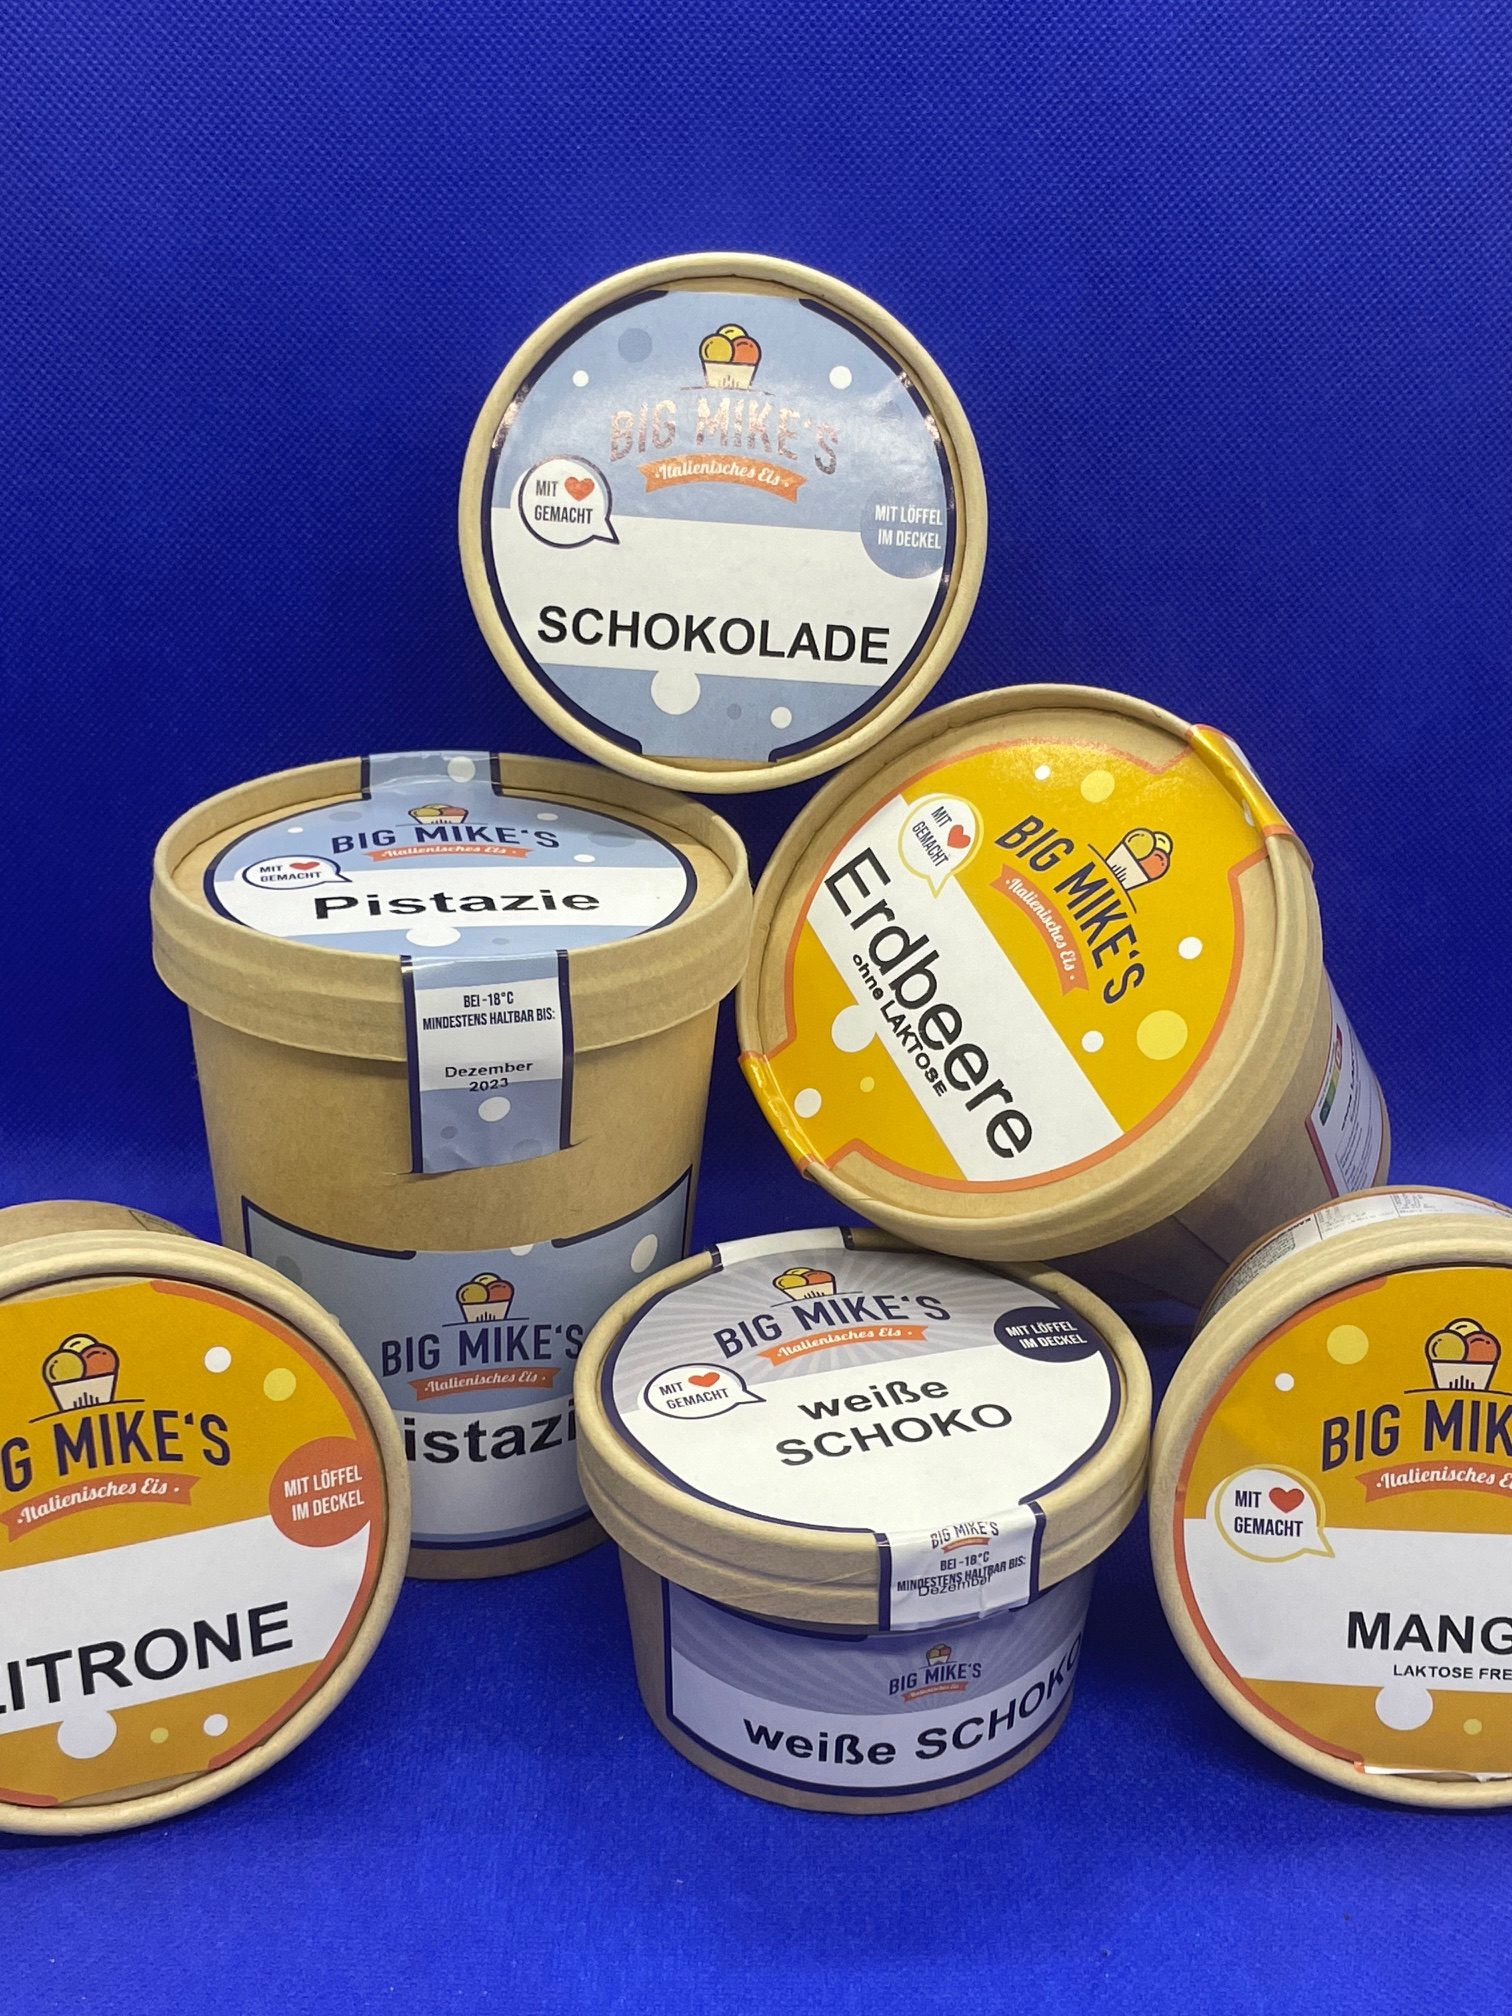 BIG MIKE'S
·Italienisches Eis·
MIT
GEMACHT
MIT LÖFFEL
IM DECKEL
SCHOKOLADE
BIG MIKE'S
·Italienisches Eis·
MIT
GEMACHT
Pistazie
BEI -18°C
MINDESTENS HALTBAR BIS:
Dezember
2023
BIG MIKE'S
·Italienisches Eis·
istazi
MIT
GEMACHT
BIG MIKE'S
·Italienisches Eis·
Erdbeere
ohne LAKTOSE
G MIKE'S
·Italienisches Eis·
MIT LÖFFEL
IM DECKEL
ITRONE
BIG MIKE'S
·Italienisches Eis·
MIT LÖFFEL
IM DECKEL
MIT
GEMACHT
weiße
SCHOKO
BIG MIKE'S
BEI -18°C
MINDESTENS HALTBAR BIS:
Dezember
BIG MIKE'S
Italienisches Eis
weiße SCHOKO
BIG MIK
·Italienisches E
MIT
GEMACHT
MANG
LAKTOSE FRE